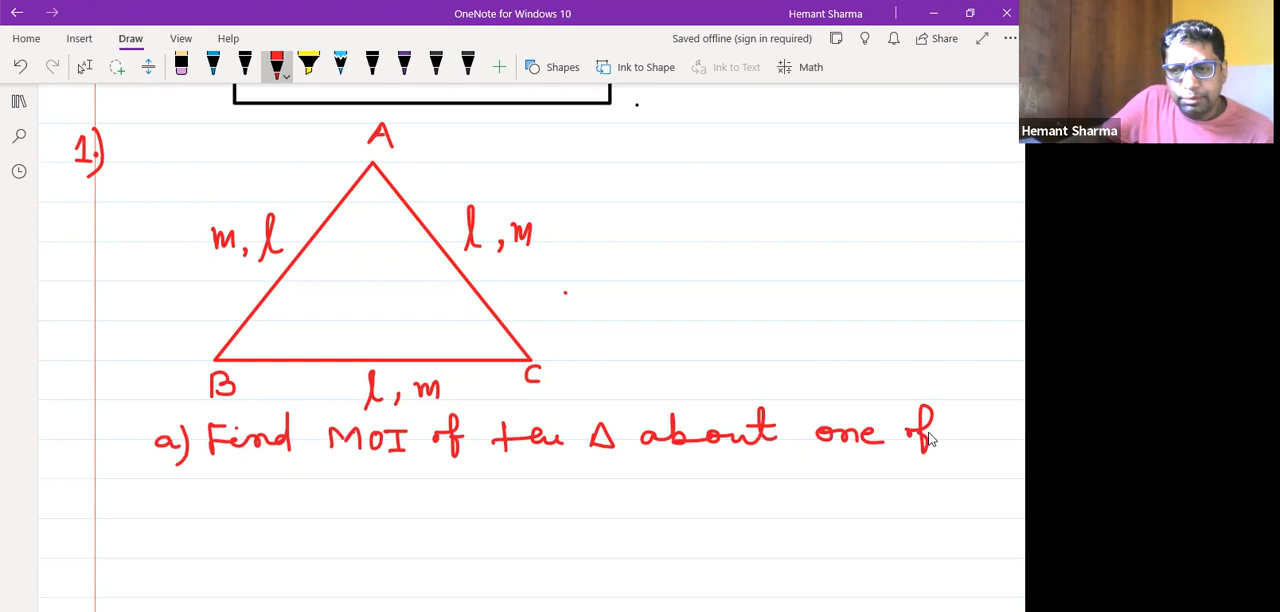 OneNote for Windows 10
Hemant Sharma
Home Insert Draw View Help
Saved offline (sign in required)
Share
Shapes
Ink to Shape
Ink to Text
Math
Hemant Sharma
1.)
A
m, l
l, m
B
C
l, m
a) Find MOI of the Δ about one of